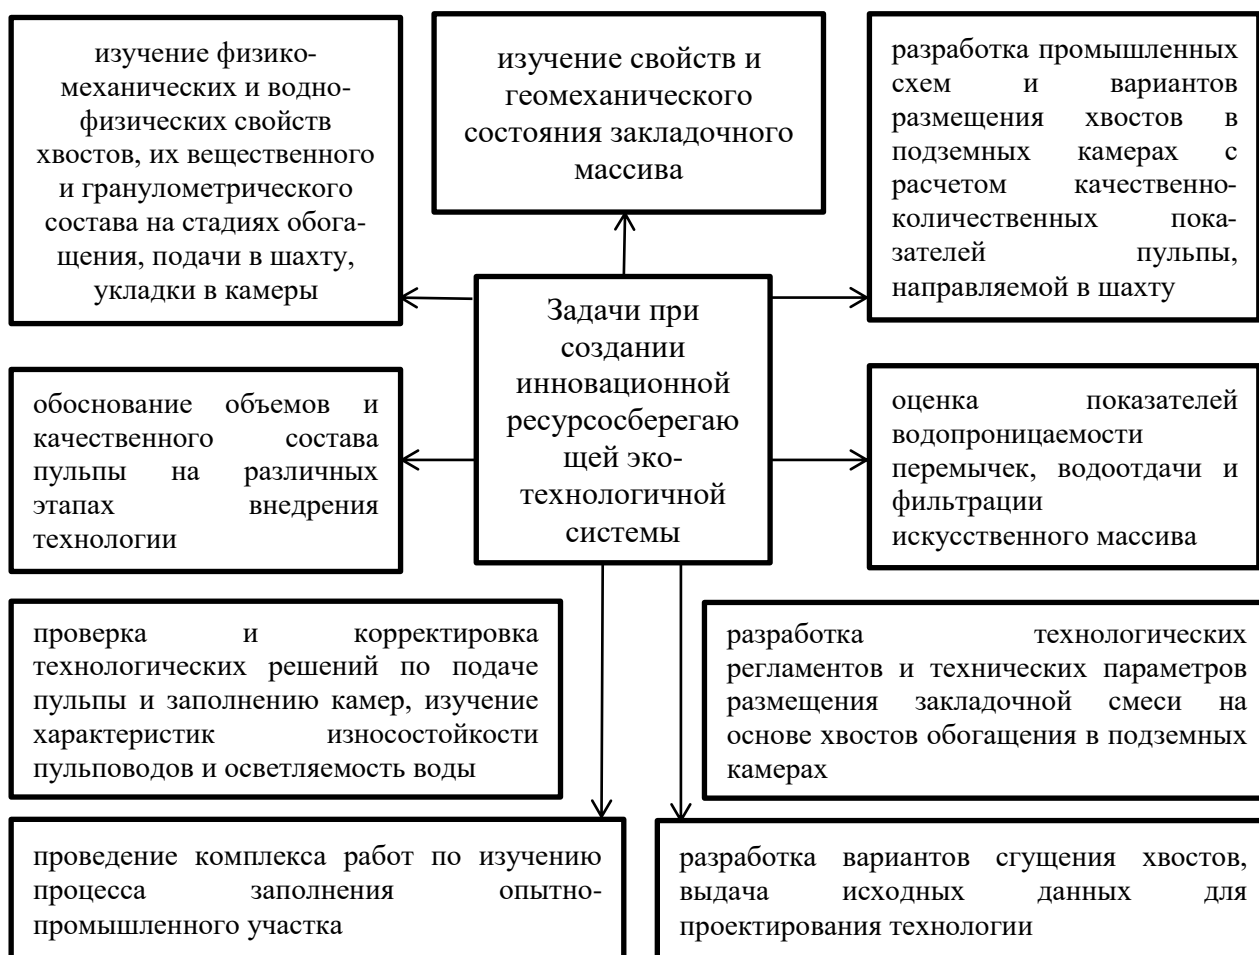 изучение физико-
механических и водно-
физических свойств
хвостов, их вещественного
и гранулометрического
состава на стадиях обога-
щения, подачи в шахту,
укладки в камеры
изучение свойств и
геомеханического
состояния закладочного
массива
разработка промышленных
схем и вариантов
размещения хвостов в
подземных камерах с
расчетом качественно-
количественных пока-
зателей пульпы,
направляемой в шахту
Задачи при
создании
инновационной
ресурсосберегаю
щей эко-
технологичной
системы
обоснование объемов и
качественного состава
пульпы на различных
этапах внедрения
технологии
оценка показателей
водопроницаемости
перемычек, водоотдачи и
фильтрации
искусственного массива
проверка и корректировка
технологических решений по подаче
пульпы и заполнению камер, изучение
характеристик износостойкости
пульповодов и осветляемость воды
разработка технологических
регламентов и технических параметров
размещения закладочной смеси на
основе хвостов обогащения в подземных
камерах
проведение комплекса работ по изучению
процесса заполнения опытно-
промышленного участка
разработка вариантов сгущения хвостов,
выдача исходных данных для
проектирования технологии